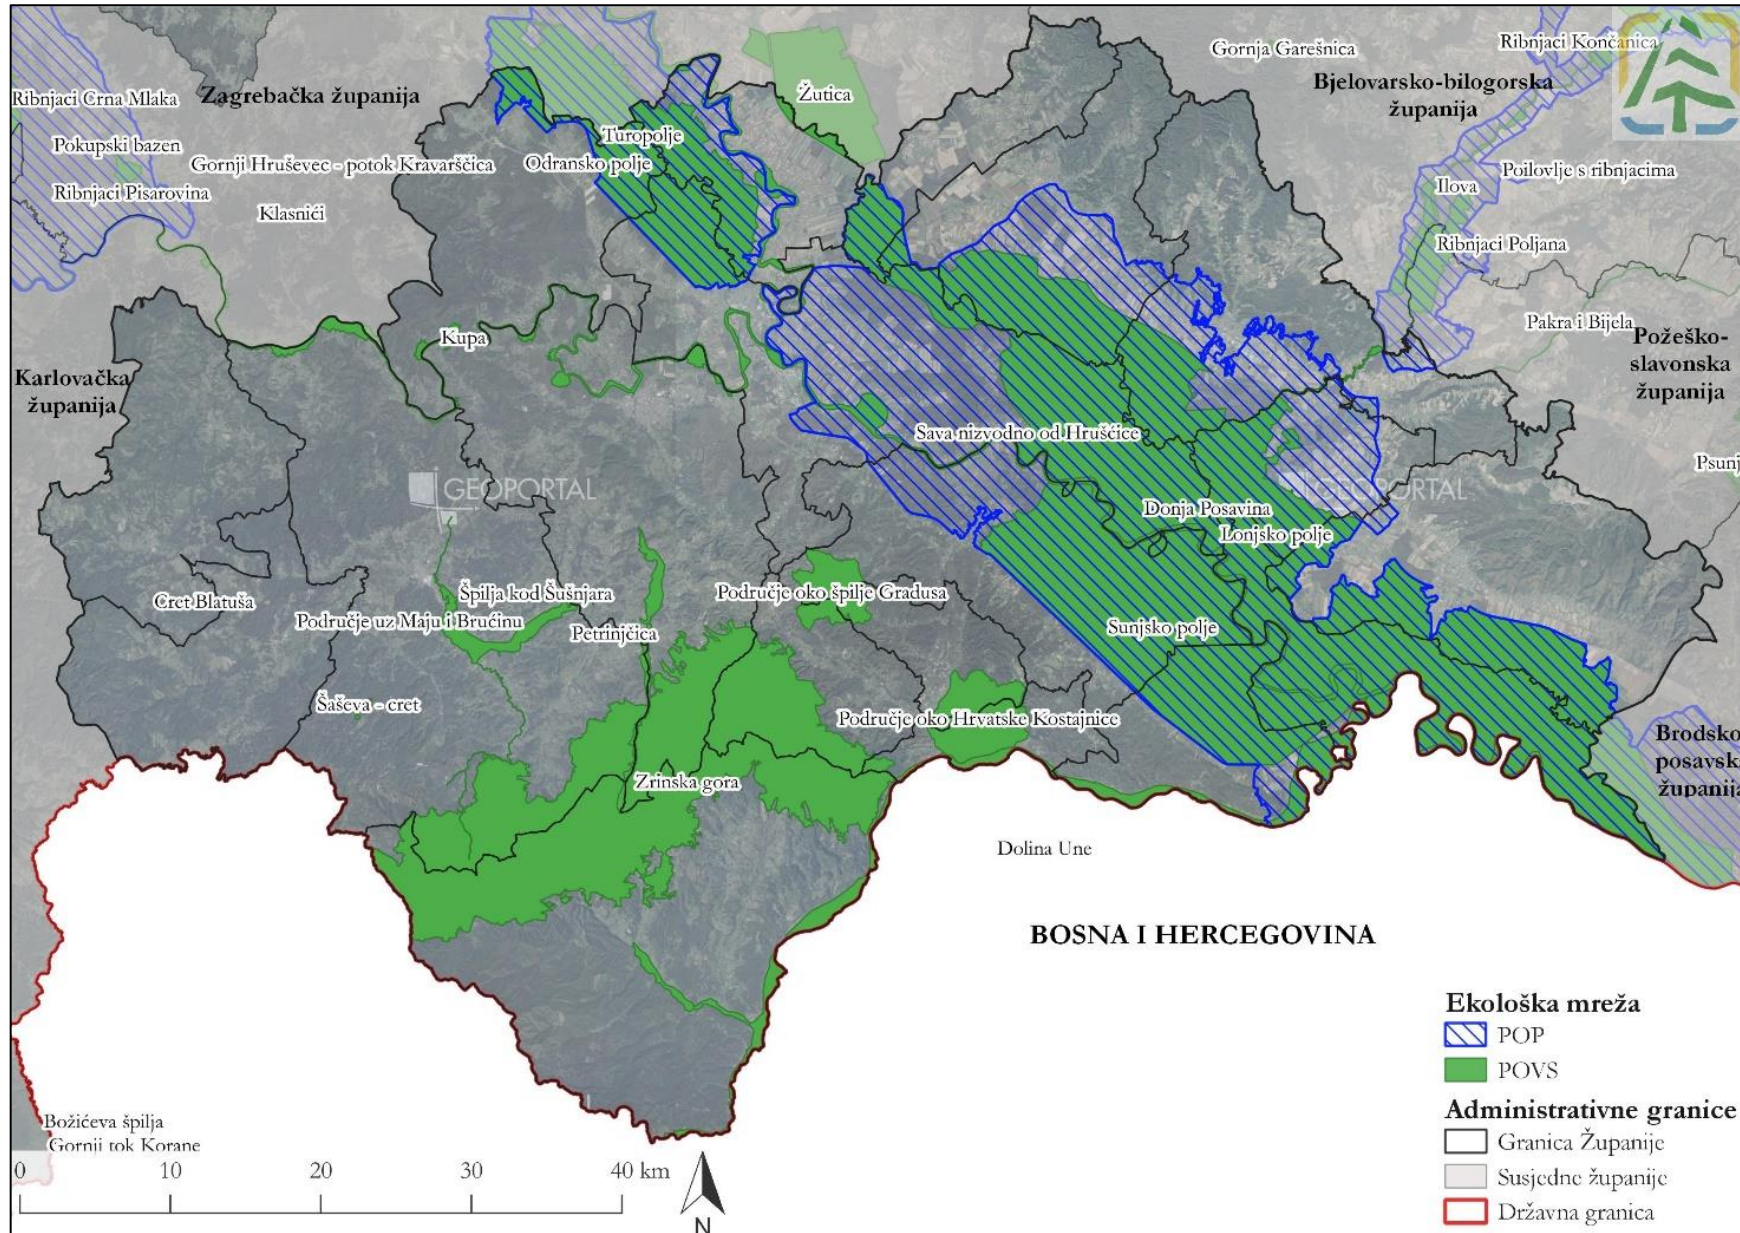 Gornja Garešnica
Ribnjaci Končanica
Bjelovarsko-bilogorska
županija
Ribnjaci Crna Mlaka
Zagrebačka županija
Žutica
Pokupski bazen
Turopolje
Gornji Hruševec - potok Kravarščica
Odransko polje
Poilovlje s ribnjacima
Ribnjaci Pisarovina
Ilova
Klasnići
Ribnjaci Poljana
Kupa
Pakra i Bijela
Požeško-
slavonska
županija
Karlovačka
županija
Sava nizvodno od Hrušćice
Psunj
GEOPORTAL
GEOPORTAL
Donja Posavina
Lonjsko polje
Cret Blatuša
Špilja kod Šušnjara
Područje oko špilje Gradusa
Područje uz Maju i Brućinu
Petrinjčica
Sunjsko polje
Šaševa - cret
Područje oko Hrvatske Kostajnice
Brodsko-
posavska
županija
Zrinska gora
Dolina Une
BOSNA I HERCEGOVINA
Ekološka mreža
POP
POVS
Administrativne granice
Granica Županije
Susjedne županije
Državna granica
Božićeva špilja
Gornji tok Korane
0 10 20 30 40 km
N